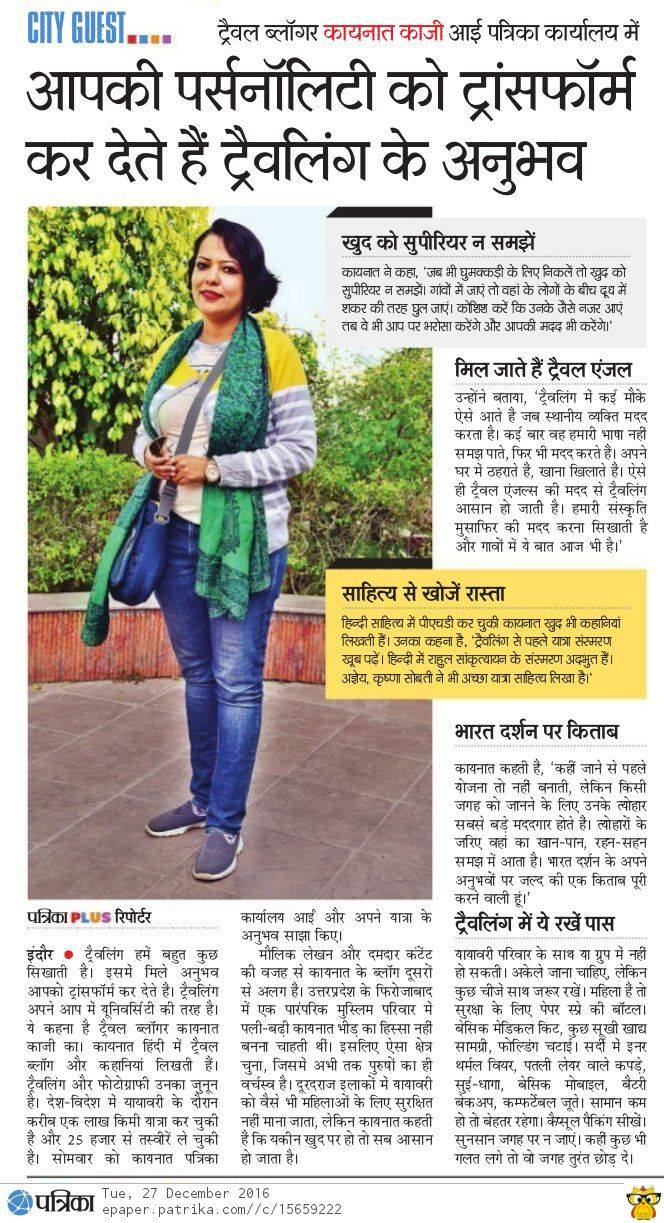 CITY GUEST....
ट्रैवल ब्लॉगर कायनात काजी आई पत्रिका कार्यालय में
आपकी पर्सनॉलिटी को ट्रांसफॉर्म
कर देते हैं ट्रैवलिंग के अनुभव
खुद को सुपीरियर न समझें
कायनात ने कहा, ‘जब भी घुमक्कड़ी के लिए निकलें तो खुद को
सुपीरियर न समझें। गांवों में जाएं तो वहां के लोगों के बीच दूध में
शकर की तरह घुल जाएं। कोशिश करें कि उनके जैसे नजर आएं
तब वे भी आप पर भरोसा करेंगे और आपकी मदद भी करेंगे।’
मिल जाते हैं ट्रैवल एंजल
उन्होंने बताया, ‘ट्रैवलिंग में कई मौके
ऐसे आते है जब स्थानीय व्यक्ति मदद
करता है। कई बार वह हमारी भाषा नहीं
समझ पाते, फिर भी मदद करते है। अपने
घर में ठहराते है, खाना खिलाते है। ऐसे
ही ट्रैवल एंजल्स की मदद से ट्रैवलिंग
आसान हो जाती है। हमारी संस्कृति
मुसाफिर की मदद करना सिखाती है
और गावों में ये बात आज भी है।’
साहित्य से खोजें रास्ता
हिन्दी साहित्य में पीएचडी कर चुकी कायनात खुद भी कहानियां
लिखती हैं। उनका कहना है, ‘ट्रैवलिंग से पहले यात्रा संस्मरण
खूब पढ़ें। हिन्दी में राहुल सांकृत्यायन के संस्मरण अदभुत हैं।
अज्ञेय, कृष्णा सोबती ने भी अच्छा यात्रा साहित्य लिखा है।’
भारत दर्शन पर किताब
कायनात कहती है, ‘कहीं जाने से पहले
योजना तो नहीं बनाती, लेकिन किसी
जगह को जानने के लिए उनके त्योहार
सबसे बड़े मददगार होते है। त्योहारों के
जरिए वहां का खान-पान, रहन-सहन
समझ में आता है। भारत दर्शन के अपने
अनुभवों पर जल्द की एक किताब पूरी
करने वाली हूं।’
पत्रिका PLUS रिपोर्टर
इंदौर ● ट्रैवलिंग हमें बहुत कुछ
सिखाती है। इसमे मिले अनुभव
आपको ट्रांसफॉर्म कर देते है। ट्रैवलिंग
अपने आप में यूनिवर्सिटी की तरह है।
ये कहना है ट्रैवल ब्लॉगर कायनात
काजी का। कायनात हिंदी में ट्रैवल
ब्लॉग और कहानियां लिखती हैं।
ट्रैवलिंग और फोटोग्राफी उनका जुनून
है। देश-विदेश में यायावरी के दौरान
करीब एक लाख किमी यात्रा कर चुकी
है और 25 हजार से तस्वीरें ले चुकी
है। सोमवार को कायनात पत्रिका
कार्यालय आईं और अपने यात्रा के
अनुभव साझा किए।
मौलिक लेखन और दमदार कंटेंट
की वजह से कायनात के ब्लॉग दूसरों
से अलग है। उत्तरप्रदेश के फिरोजाबाद
में एक पारंपरिक मुस्लिम परिवार में
पली-बढ़ी कायनात भीड़ का हिस्सा नहीं
बनना चाहती थीं। इसलिए ऐसा क्षेत्र
चुना, जिसमे अभी तक पुरुषों का ही
वर्चस्व है। दूरदराज इलाकों में यायावरी
को वैसे भी महिलाओं के लिए सुरक्षित
नहीं माना जाता, लेकिन कायनात कहती
है कि यकीन खुद पर हो तो सब आसान
हो जाता है।
ट्रैवलिंग में ये रखें पास
यायावरी परिवार के साथ या ग्रुप में नहीं
हो सकती। अकेले जाना चाहिए, लेकिन
कुछ चीजे साथ जरूर रखें। महिला है तो
सुरक्षा के लिए पेपर स्प्रे की बॉटल।
बेसिक मेडिकल किट, कुछ सूखी खाद्य
सामग्री, फोल्डिंग चटाई। सर्दी में इनर
थर्मल वियर, पतली लेयर वाले कपड़े,
सुई-धागा, बेसिक मोबाइल, बैटरी
बैकअप, कम्फर्टेबल जूते। सामान कम
हो तो बेहतर रहेगा। कैप्सूल पैकिंग सीखें।
सुनसान जगह पर न जाएं। कहीं कुछ भी
गलत लगे तो वो जगह तुरंत छोड़ दें।
पत्रिका
Tue, 27 December 2016
epaper.patrika.com//c/15659222